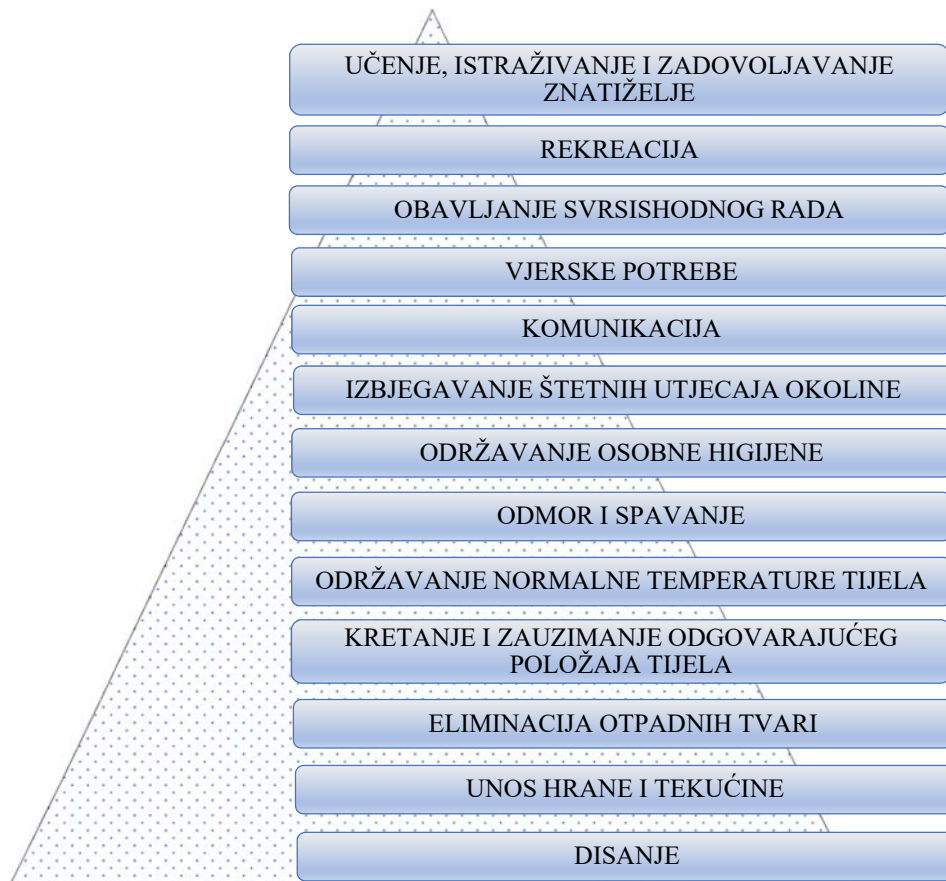 UČENJE, ISTRAŽIVANJE I ZADOVOLJAVANJE
ZNATIŽELJE
REKREACIJA
OBAVLJANJE SVRSISHODNOG RADA
VJERSKE POTREBE
KOMUNIKACIJA
IZBJEGAVANJE ŠTETNIH UTJECAJA OKOLINE
ODRŽAVANJE OSOBNE HIGIJENE
ODMOR I SPAVANJE
ODRŽAVANJE NORMALNE TEMPERATURE TIJELA
KRETANJE I ZAUZIMANJE ODGOVARAJUĆEG
POLOŽAJA TIJELA
ELIMINACIJA OTPADNIH TVARI
UNOS HRANE I TEKUĆINE
DISANJE